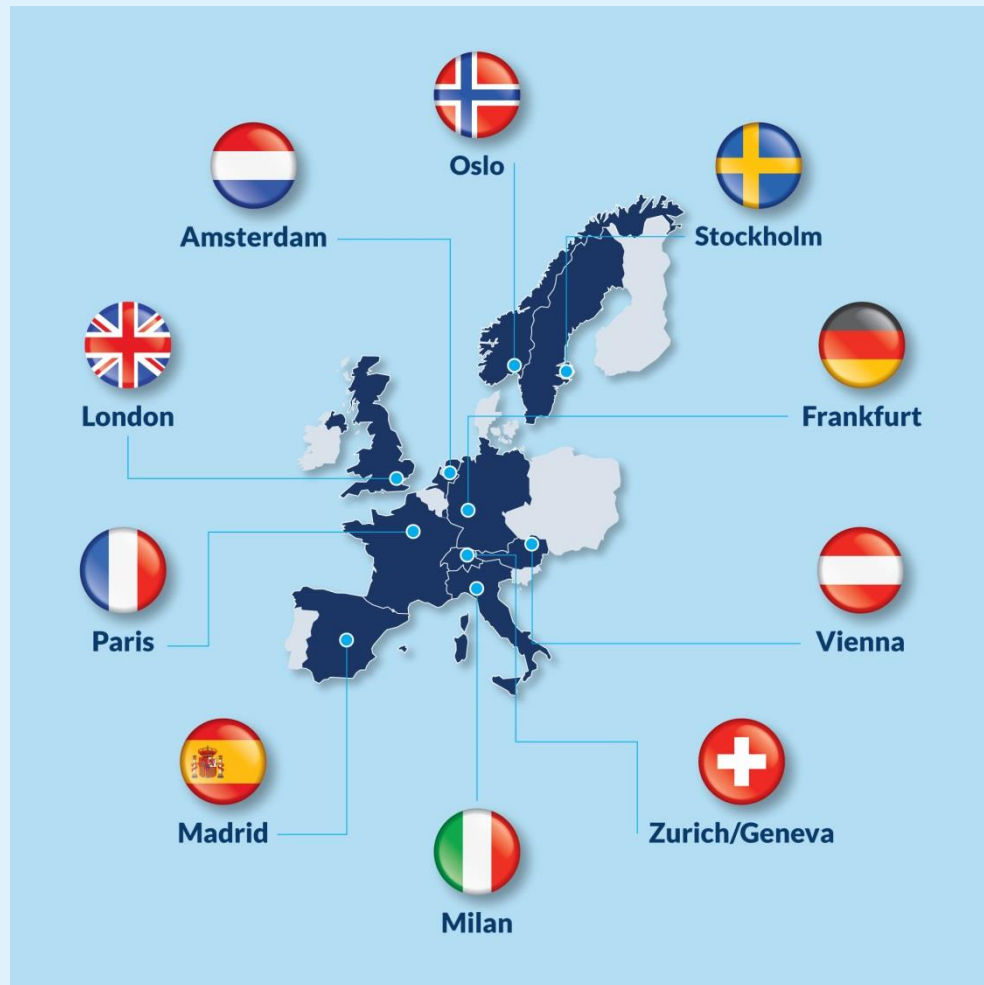 Oslo
Amsterdam
Stockholm
London
Frankfurt
Paris
Vienna
Madrid
Zurich/Geneva
Milan